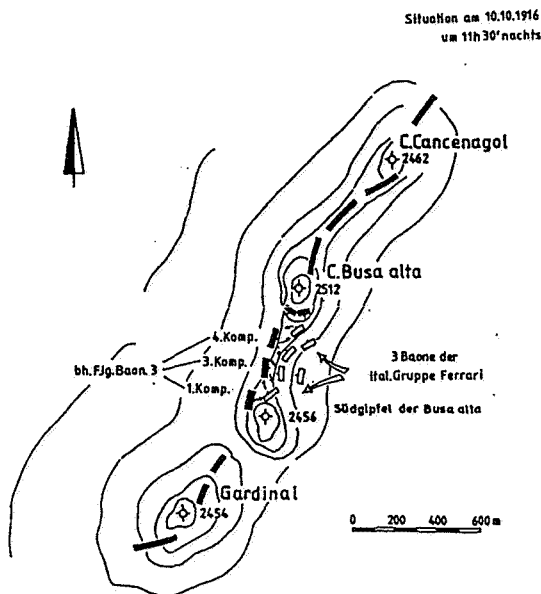 Situation am 10.10.1916
um 11h30'nachts
C.Cancenagol
2462
C.Busa alta
2512
4.Komp.
bh.FJg.Baon. 3
3.Komp.
1.Komp.
3 Baone der
ital.Gruppe Ferrari
2456
Südgipfel der Busa alta
Gardinal
2454
0 200 400 600 m